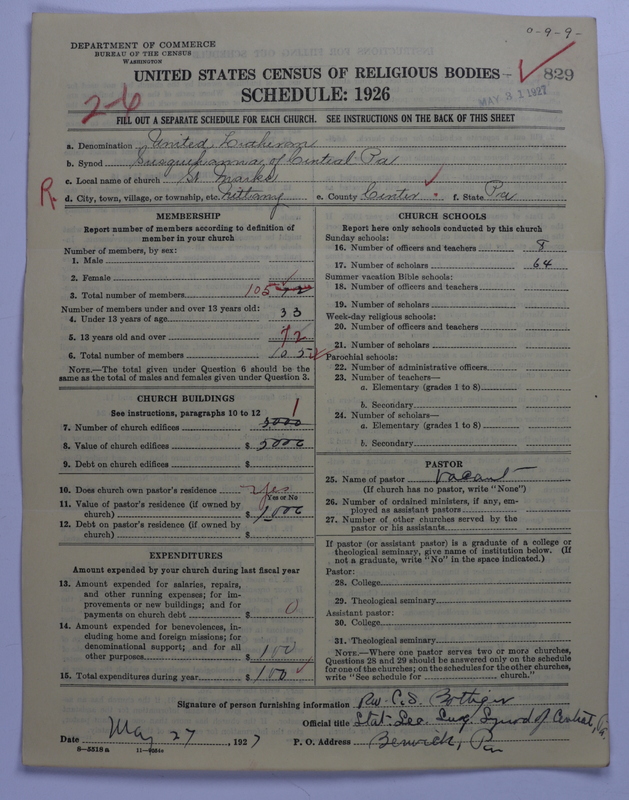 0-9-9-
DEPARTMENT OF COMMERCE
BUREAU OF THE CENSUS
WASHINGTON
UNITED STATES CENSUS OF RELIGIOUS BODIES
829
SCHEDULE: 1926
MAY 31 1927
2-6
FILL OUT A SEPARATE SCHEDULE FOR EACH CHURCH. SEE INSTRUCTIONS ON THE BACK OF THIS SHEET
a. Denomination United Lutheran
b. Synod Susquehanna of Central Pa
c. Local name of church St Marks
R. d. City, town, village, or township, etc. Nittany e. County Center f. State Pa
MEMBERSHIP
Report number of members according to definition of member in your church
Number of members, by sex:
1. Male
2. Female
3. Total number of members 105 72
Number of members under and over 13 years old:
4. Under 13 years of age 33
5. 13 years old and over 72
6. Total number of members 105
NOTE.—The total given under Question 6 should be the same as the total of males and females given under Question 3.
CHURCH BUILDINGS
See instructions, paragraphs 10 to 12
7. Number of church edifices 1
8. Value of church edifices $ 5000
9. Debt on church edifices $
10. Does church own pastor's residence Yes
Yes or No
11. Value of pastor's residence (if owned by church) $ 1000
12. Debt on pastor's residence (if owned by church) $
EXPENDITURES
Amount expended by your church during last fiscal year
13. Amount expended for salaries, repairs, and other running expenses; for improvements or new buildings; and for payments on church debt $ 0
14. Amount expended for benevolences, including home and foreign missions; for denominational support; and for all other purposes $ 100
15. Total expenditures during year $ 100
CHURCH SCHOOLS
Report here only schools conducted by this church
Sunday schools:
16. Number of officers and teachers 8
17. Number of scholars 64
Summer vacation Bible schools:
18. Number of officers and teachers
19. Number of scholars
Week-day religious schools:
20. Number of officers and teachers
21. Number of scholars
Parochial schools:
22. Number of administrative officers
23. Number of teachers—
a. Elementary (grades 1 to 8)
b. Secondary
24. Number of scholars—
a. Elementary (grades 1 to 8)
b. Secondary
PASTOR
25. Name of pastor Vacant
(If church has no pastor, write "None")
26. Number of ordained ministers, if any, employed as assistant pastors
27. Number of other churches served by the pastor or his assistants
If pastor (or assistant pastor) is a graduate of a college or theological seminary, give name of institution below. (If not a graduate, write "No" in the space indicated.)
Pastor:
28. College
29. Theological seminary
Assistant pastor:
30. College
31. Theological seminary
NOTE.—Where one pastor serves two or more churches, Questions 28 and 29 should be answered only on the schedule for one of the churches; on the schedules for the other churches, write "See schedule for church."
Signature of person furnishing information Rev. C. S. Bottiger
Official title Stat. Sec. Susq. Synod of Central, Pa.
Date May 27, 1927 P. O. Address Berwick, Pa
8—5518 a